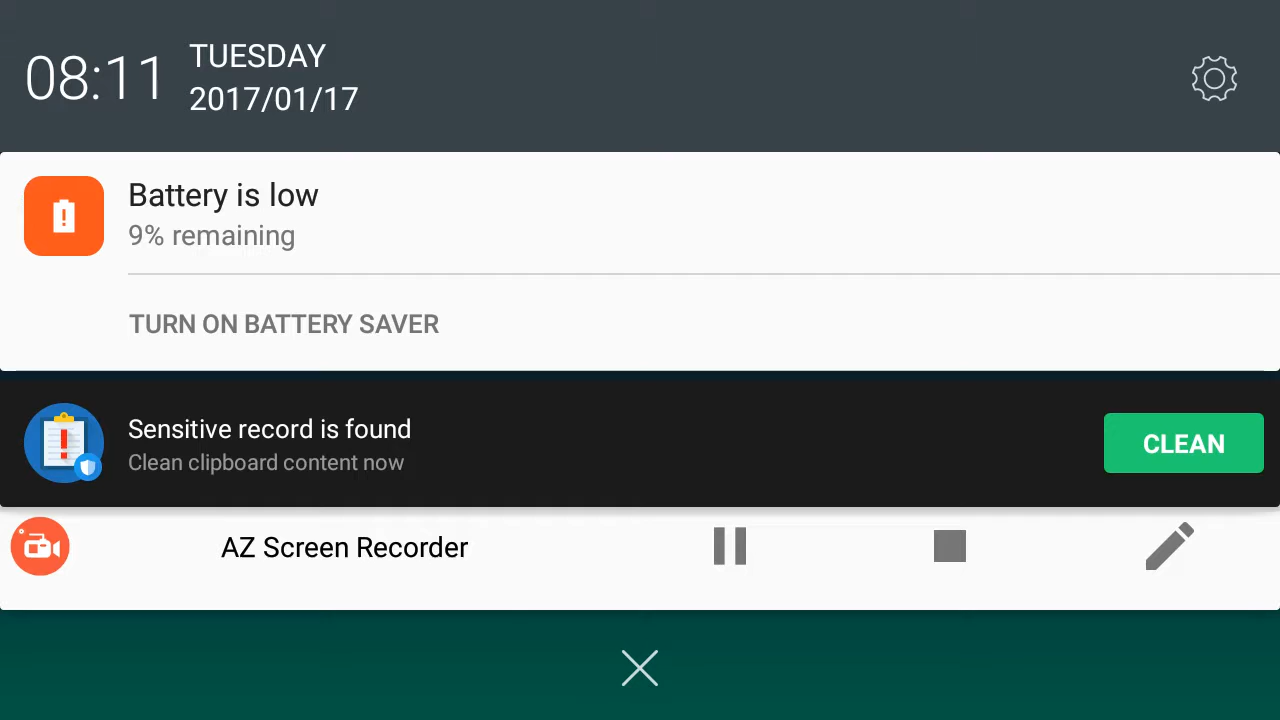 08:11
TUESDAY
2017/01/17
Battery is low
9% remaining
TURN ON BATTERY SAVER
Sensitive record is found
Clean clipboard content now
CLEAN
AZ Screen Recorder